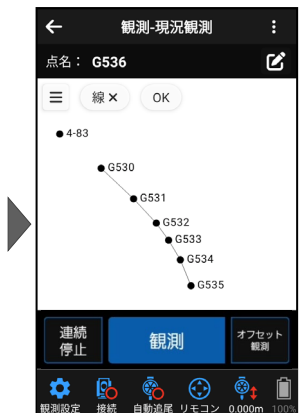 観測-現況観測
点名： G536
線×　OK
4-83
G530
G531
G532
G533
G534
G535
連続
停止
観測
オフセット
観測
観測設定　接続　自動追尾　リモコン　0.000m　100%